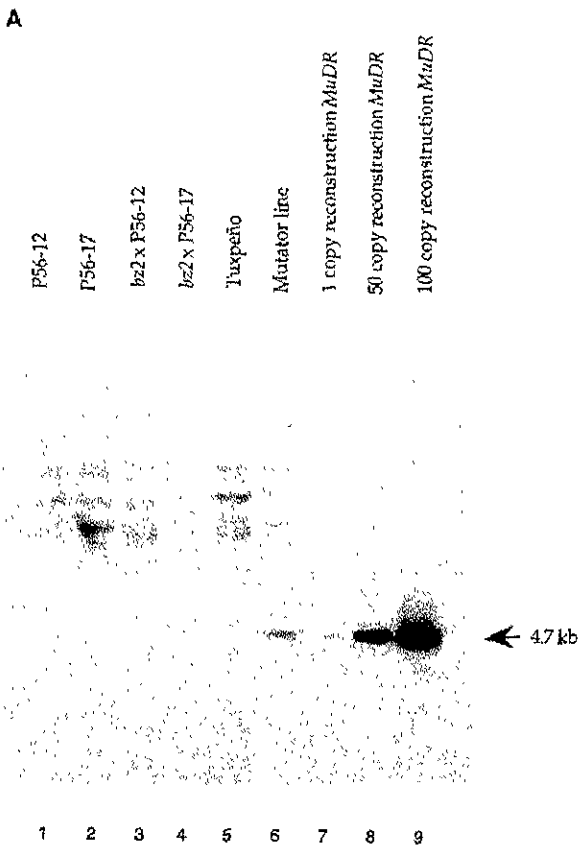 A
P56-12
P56-17
bz2 x P56-12
bz2 x P56-17
Tuxpeño
Mutator line
1 copy reconstruction MuDR
50 copy reconstruction MuDR
100 copy reconstruction MuDR
4.7 kb
1 2 3 4 5 6 7 8 9